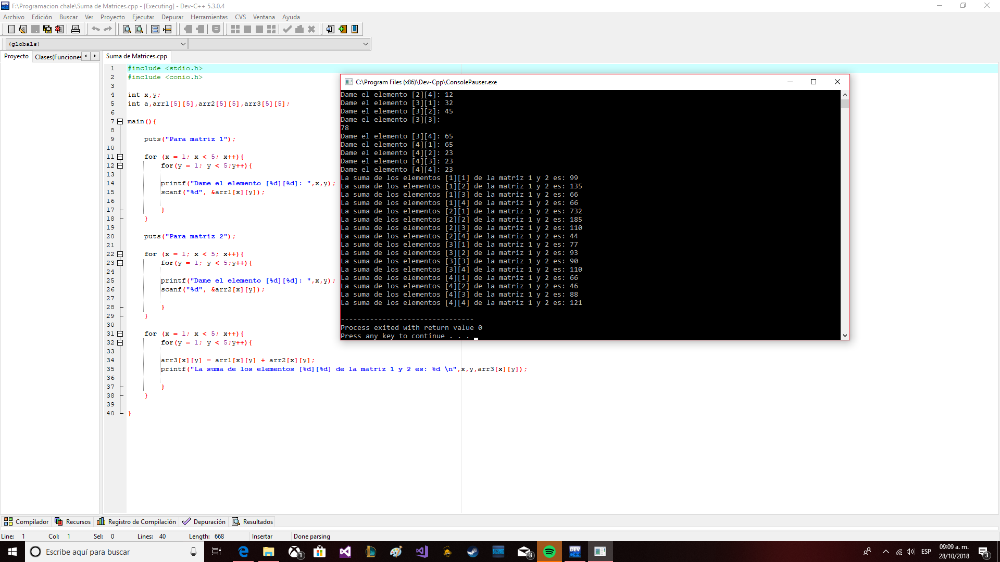 F:\Programacion chale\Suma de Matrices.cpp - [Executing] - Dev-C++ 5.3.0.4
Archivo Edición Buscar Ver Proyecto Ejecutar Depurar Herramientas CVS Ventana Ayuda
(globals)
Proyecto Clases(Funciones Suma de Matrices.cpp
1 #include <stdio.h>
2 #include <conio.h>
3
4 int x,y;
5 int a,arr1[5][5],arr2[5][5],arr3[5][5];
6
7 main(){
8
9 puts("Para matriz 1");
10
11 for (x = 1; x < 5; x++){
12 for(y = 1; y < 5;y++){
13
14 printf("Dame el elemento [%d][%d]: ",x,y);
15 scanf("%d", &arr1[x][y]);
16
17 }
18 }
19
20 puts("Para matriz 2");
21
22 for (x = 1; x < 5; x++){
23 for(y = 1; y < 5;y++){
24
25 printf("Dame el elemento [%d][%d]: ",x,y);
26 scanf("%d", &arr2[x][y]);
27
28 }
29 }
30
31 for (x = 1; x < 5; x++){
32 for(y = 1; y < 5;y++){
33
34 arr3[x][y] = arr1[x][y] + arr2[x][y];
35 printf("La suma de los elementos [%d][%d] de la matriz 1 y 2 es: %d \n",x,y,arr3[x][y]);
36
37 }
38 }
39
40 }
C:\Program Files (x86)\Dev-Cpp\ConsolePauser.exe
Dame el elemento [2][4]: 12
Dame el elemento [3][1]: 32
Dame el elemento [3][2]: 45
Dame el elemento [3][3]:
78
Dame el elemento [3][4]: 65
Dame el elemento [4][1]: 65
Dame el elemento [4][2]: 23
Dame el elemento [4][3]: 23
Dame el elemento [4][4]: 23
La suma de los elementos [1][1] de la matriz 1 y 2 es: 99
La suma de los elementos [1][2] de la matriz 1 y 2 es: 135
La suma de los elementos [1][3] de la matriz 1 y 2 es: 66
La suma de los elementos [1][4] de la matriz 1 y 2 es: 66
La suma de los elementos [2][1] de la matriz 1 y 2 es: 732
La suma de los elementos [2][2] de la matriz 1 y 2 es: 185
La suma de los elementos [2][3] de la matriz 1 y 2 es: 110
La suma de los elementos [2][4] de la matriz 1 y 2 es: 44
La suma de los elementos [3][1] de la matriz 1 y 2 es: 77
La suma de los elementos [3][2] de la matriz 1 y 2 es: 93
La suma de los elementos [3][3] de la matriz 1 y 2 es: 90
La suma de los elementos [3][4] de la matriz 1 y 2 es: 110
La suma de los elementos [4][1] de la matriz 1 y 2 es: 66
La suma de los elementos [4][2] de la matriz 1 y 2 es: 46
La suma de los elementos [4][3] de la matriz 1 y 2 es: 88
La suma de los elementos [4][4] de la matriz 1 y 2 es: 121
--------------------------------
Process exited with return value 0
Press any key to continue . . .
Compilador Recursos Registro de Compilación Depuración Resultados
Line: 1 Col: 1 Sel: 0 Lines: 40 Length: 668 Insertar Done parsing
Escribe aquí para buscar
1
3
DEV
ESP
09:09 a. m.
28/10/2018
3